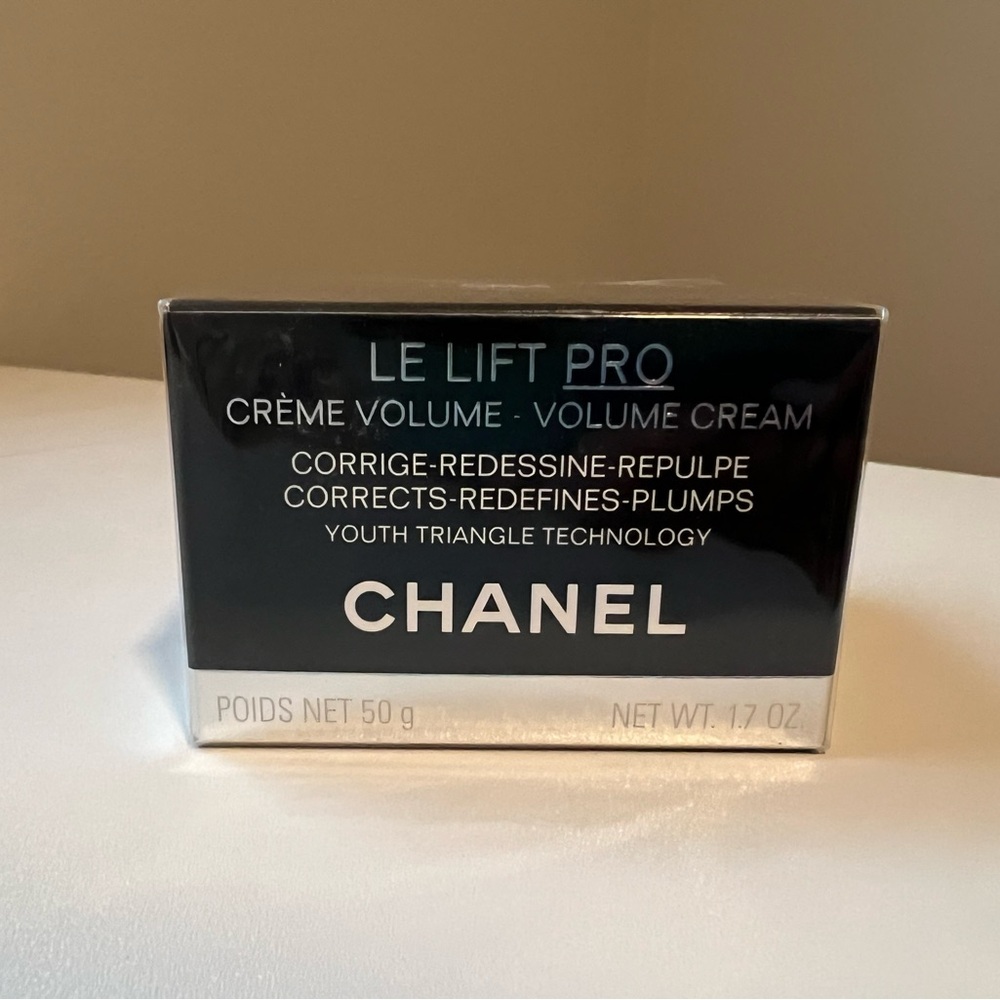 LE LIFT PRO
CRÈME VOLUME - VOLUME CREAM
CORRIGE-REDESSINE-REPULPE
CORRECTS-REDEFINES-PLUMPS
YOUTH TRIANGLE TECHNOLOGY
CHANEL
POIDS NET 50 g NET WT. 1.7 OZ.